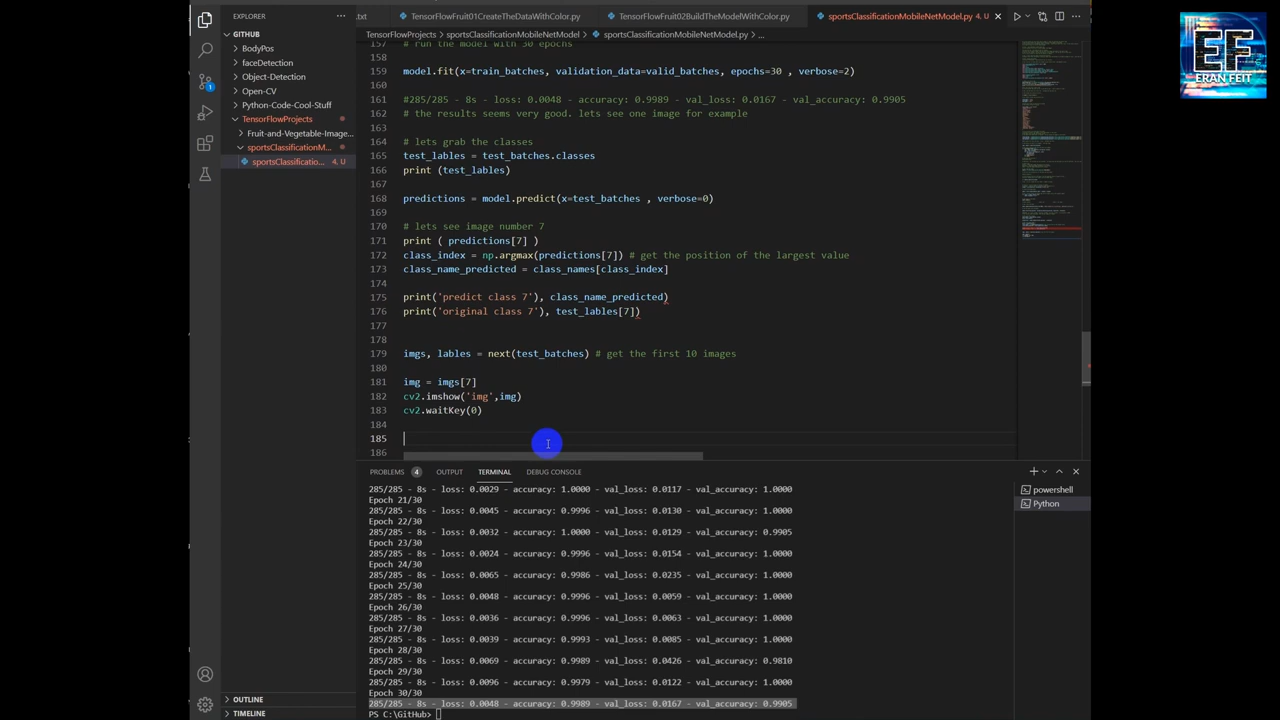 EXPLORER
.txt
TensorFlowFruit01CreateTheDataWithColor.py
TensorFlowFruit02BuildTheModelWithColor.py
sportsClassificationMobileNetModel.py 4, U
TensorFlowProjects > sportsClassificationMobileNetModel > sportsClassificationMobileNetModel.py > ...
GITHUB
BodyPos
faceDetection
Object-Detection
Open-CV
Python-Code-Cool-Stuff
TensorFlowProjects
Fruit-and-Vegetable-Image...
sportsClassificationM...
sportsClassificatio... 4, U
OUTLINE
TIMELINE
157 # run the model with 30 epochs
158
159 model.fit(x=train_batches, validation_data=valid_batches, epochs=30 , verbose=2)
160
161 #285/285 - 8s - loss: 0.0048 - accuracy: 0.9989 - val_loss: 0.0167 - val_accuracy: 0.9905
162 #the results seems very good. lets see one image for example
163
164 # lets grab the classes
165 test_lables = test_batches.classes
166 print (test_lables)
167
168 predictions = model.predict(x=test_batches , verbose=0)
169
170 # lets see image number 7
171 print ( predictions[7] )
172 class_index = np.argmax(predictions[7]) # get the position of the largest value
173 class_name_predicted = class_names[class_index]
175 print('predict class 7'), class_name_predicted)
176 print('original class 7'), test_lables[7])
177
178
179 imgs, lables = next(test_batches) # get the first 10 images
180
181 img = imgs[7]
182 cv2.imshow('img',img)
183 cv2.waitKey(0)
184
185
186
PROBLEMS 4 OUTPUT TERMINAL DEBUG CONSOLE
285/285 - 8s - loss: 0.0029 - accuracy: 1.0000 - val_loss: 0.0117 - val_accuracy: 1.0000
Epoch 21/30
285/285 - 8s - loss: 0.0045 - accuracy: 0.9996 - val_loss: 0.0130 - val_accuracy: 1.0000
Epoch 22/30
285/285 - 8s - loss: 0.0032 - accuracy: 1.0000 - val_loss: 0.0129 - val_accuracy: 0.9905
Epoch 23/30
285/285 - 8s - loss: 0.0024 - accuracy: 0.9996 - val_loss: 0.0154 - val_accuracy: 1.0000
Epoch 24/30
285/285 - 8s - loss: 0.0065 - accuracy: 0.9986 - val_loss: 0.0235 - val_accuracy: 1.0000
Epoch 25/30
285/285 - 8s - loss: 0.0048 - accuracy: 0.9996 - val_loss: 0.0059 - val_accuracy: 1.0000
Epoch 26/30
285/285 - 8s - loss: 0.0036 - accuracy: 0.9996 - val_loss: 0.0063 - val_accuracy: 1.0000
Epoch 27/30
285/285 - 8s - loss: 0.0039 - accuracy: 0.9993 - val_loss: 0.0085 - val_accuracy: 1.0000
Epoch 28/30
285/285 - 8s - loss: 0.0069 - accuracy: 0.9989 - val_loss: 0.0426 - val_accuracy: 0.9810
Epoch 29/30
285/285 - 8s - loss: 0.0096 - accuracy: 0.9979 - val_loss: 0.0122 - val_accuracy: 1.0000
Epoch 30/30
285/285 - 8s - loss: 0.0048 - accuracy: 0.9989 - val_loss: 0.0167 - val_accuracy: 0.9905
PS C:\GitHub>
powershell
Python
EF
ERAN FEIT